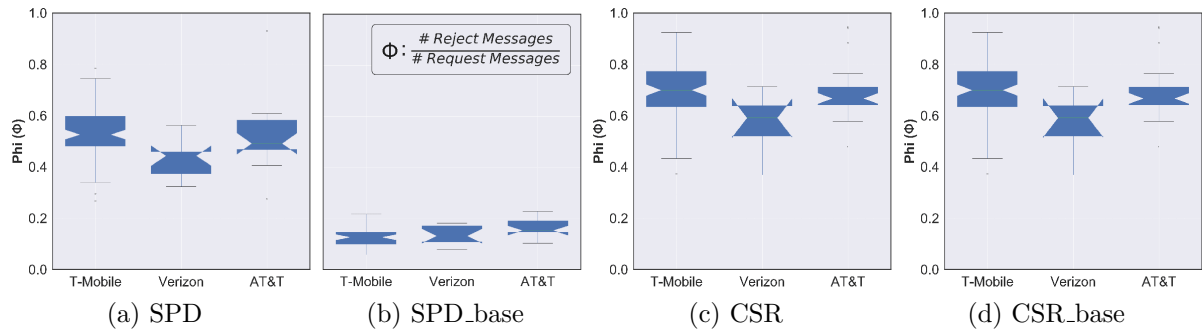 1.0
0.8
0.6
0.4
0.2
0.0
Phi (Φ)
T-Mobile Verizon AT&T
(a) SPD
Φ: # Reject Messages
# Request Messages
T-Mobile Verizon AT&T
(b) SPD_base
1.0
0.8
0.6
0.4
0.2
0.0
Phi (Φ)
T-Mobile Verizon AT&T
(c) CSR
1.0
0.8
0.6
0.4
0.2
0.0
Phi (Φ)
T-Mobile Verizon AT&T
(d) CSR_base